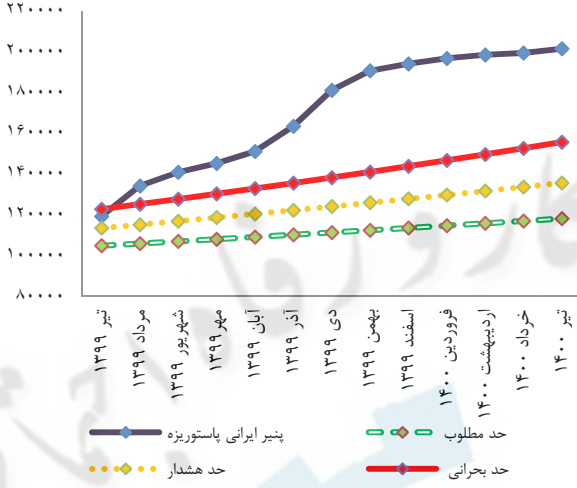 ۲۲۰۰۰۰
۲۰۰۰۰۰
۱۸۰۰۰۰
۱۶۰۰۰۰
۱۴۰۰۰۰
۱۲۰۰۰۰
۱۰۰۰۰۰
۸۰۰۰۰
تیر ۱۳۹۹
مرداد ۱۳۹۹
شهریور ۱۳۹۹
مهر ۱۳۹۹
آبان ۱۳۹۹
آذر ۱۳۹۹
دی ۱۳۹۹
بهمن ۱۳۹۹
اسفند ۱۳۹۹
فروردین ۱۴۰۰
اردیبهشت ۱۴۰۰
خرداد ۱۴۰۰
تیر ۱۴۰۰
حد مطلوب
پنیر ایرانی پاستوریزه
حد بحرانی
حد هشدار